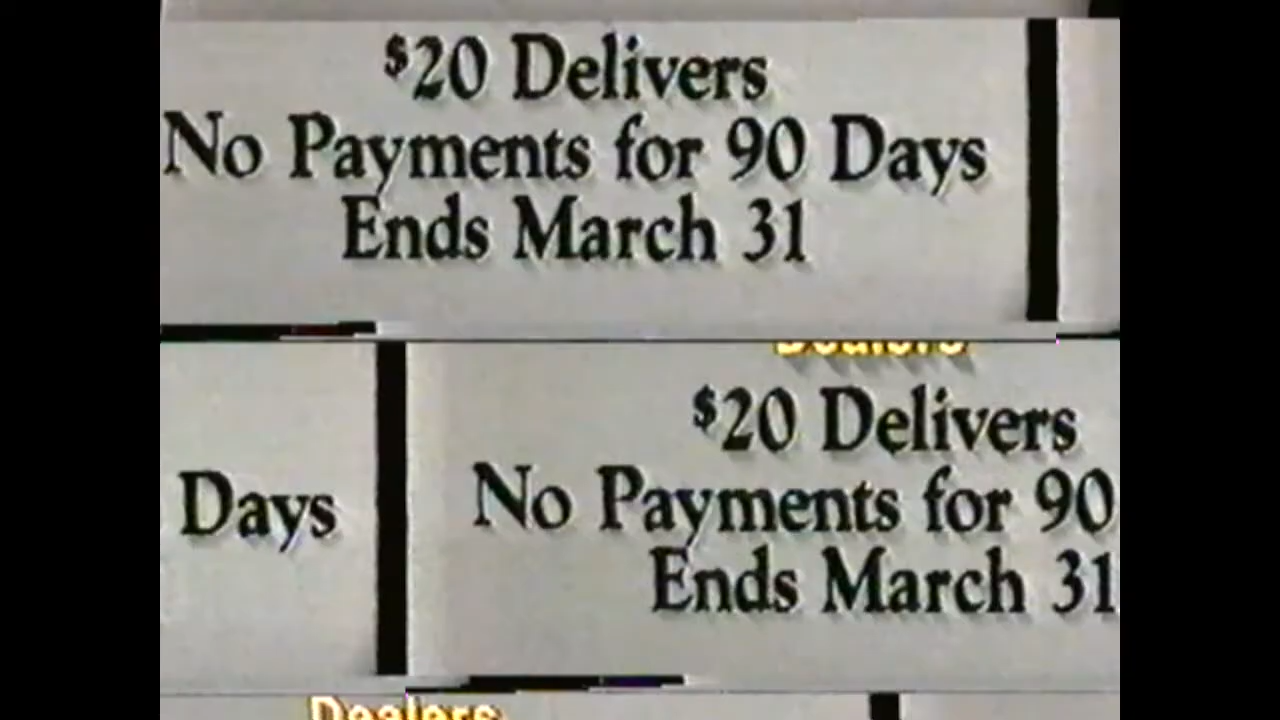 $20 Delivers
No Payments for 90 Days
Ends March 31
Dealers
$20 Delivers
Days No Payments for 90
Ends March 31
Dealers